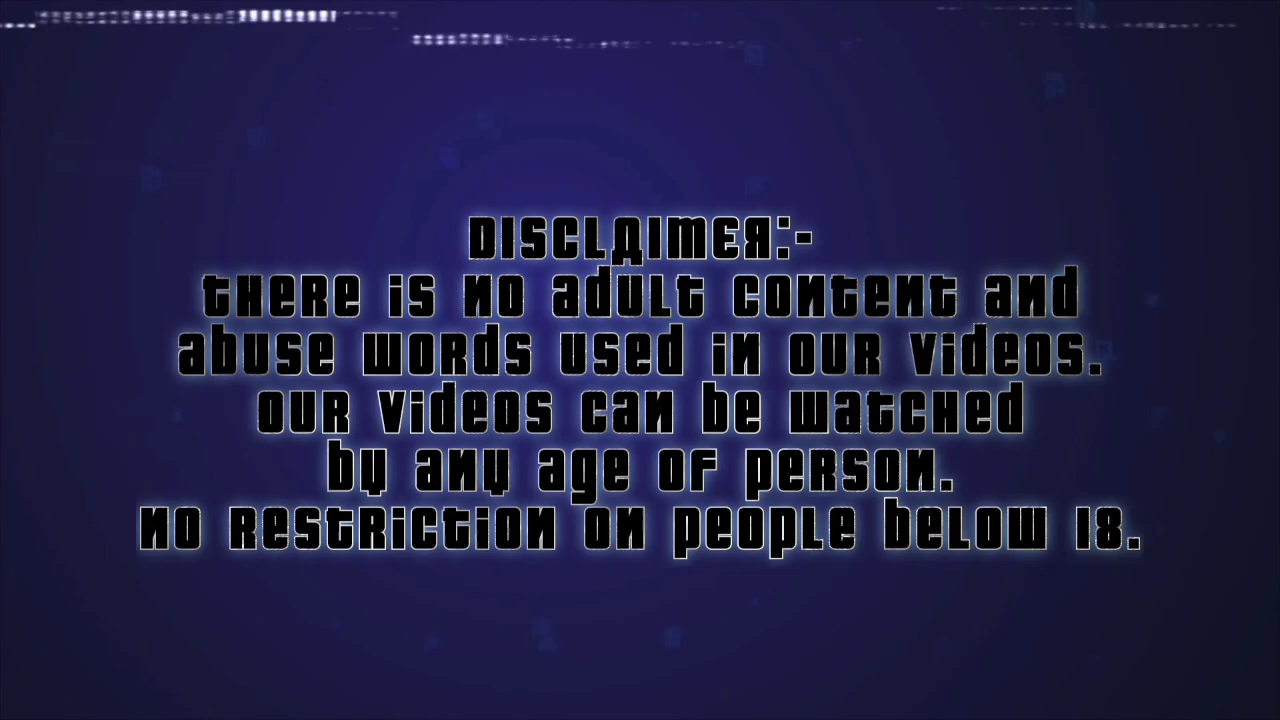 DISCLAIMER:-
tHERE is NO adULt CONtENt aNd
abUSE WORds USEd iN OUR VidEOS.
OUR VidEOS CaN bE WatCHEd
by aNy agE OF pERSON.
NO REStRiCtiON ON pEOpLE bELOW 18.